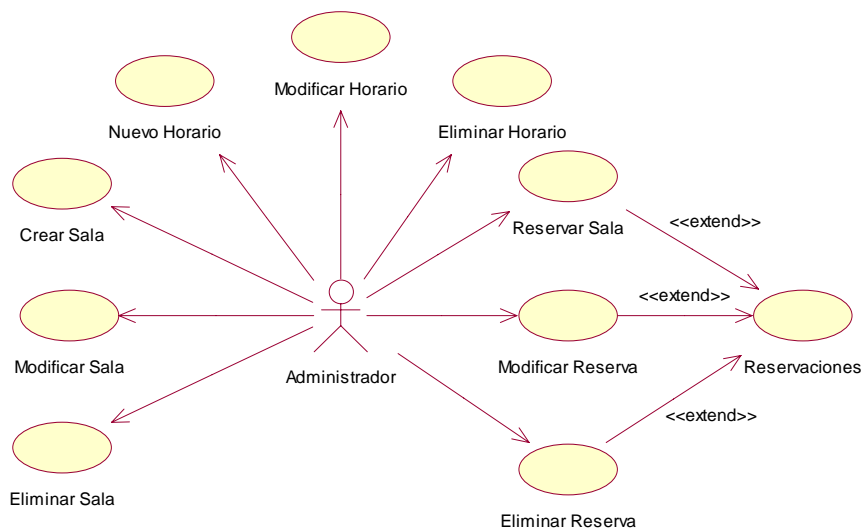 Modificar Horario
Nuevo Horario
Eliminar Horario
Crear Sala
Reservar Sala
<<extend>>
<<extend>>
Modificar Sala
Administrador
Modificar Reserva
Reservaciones
<<extend>>
Eliminar Sala
Eliminar Reserva